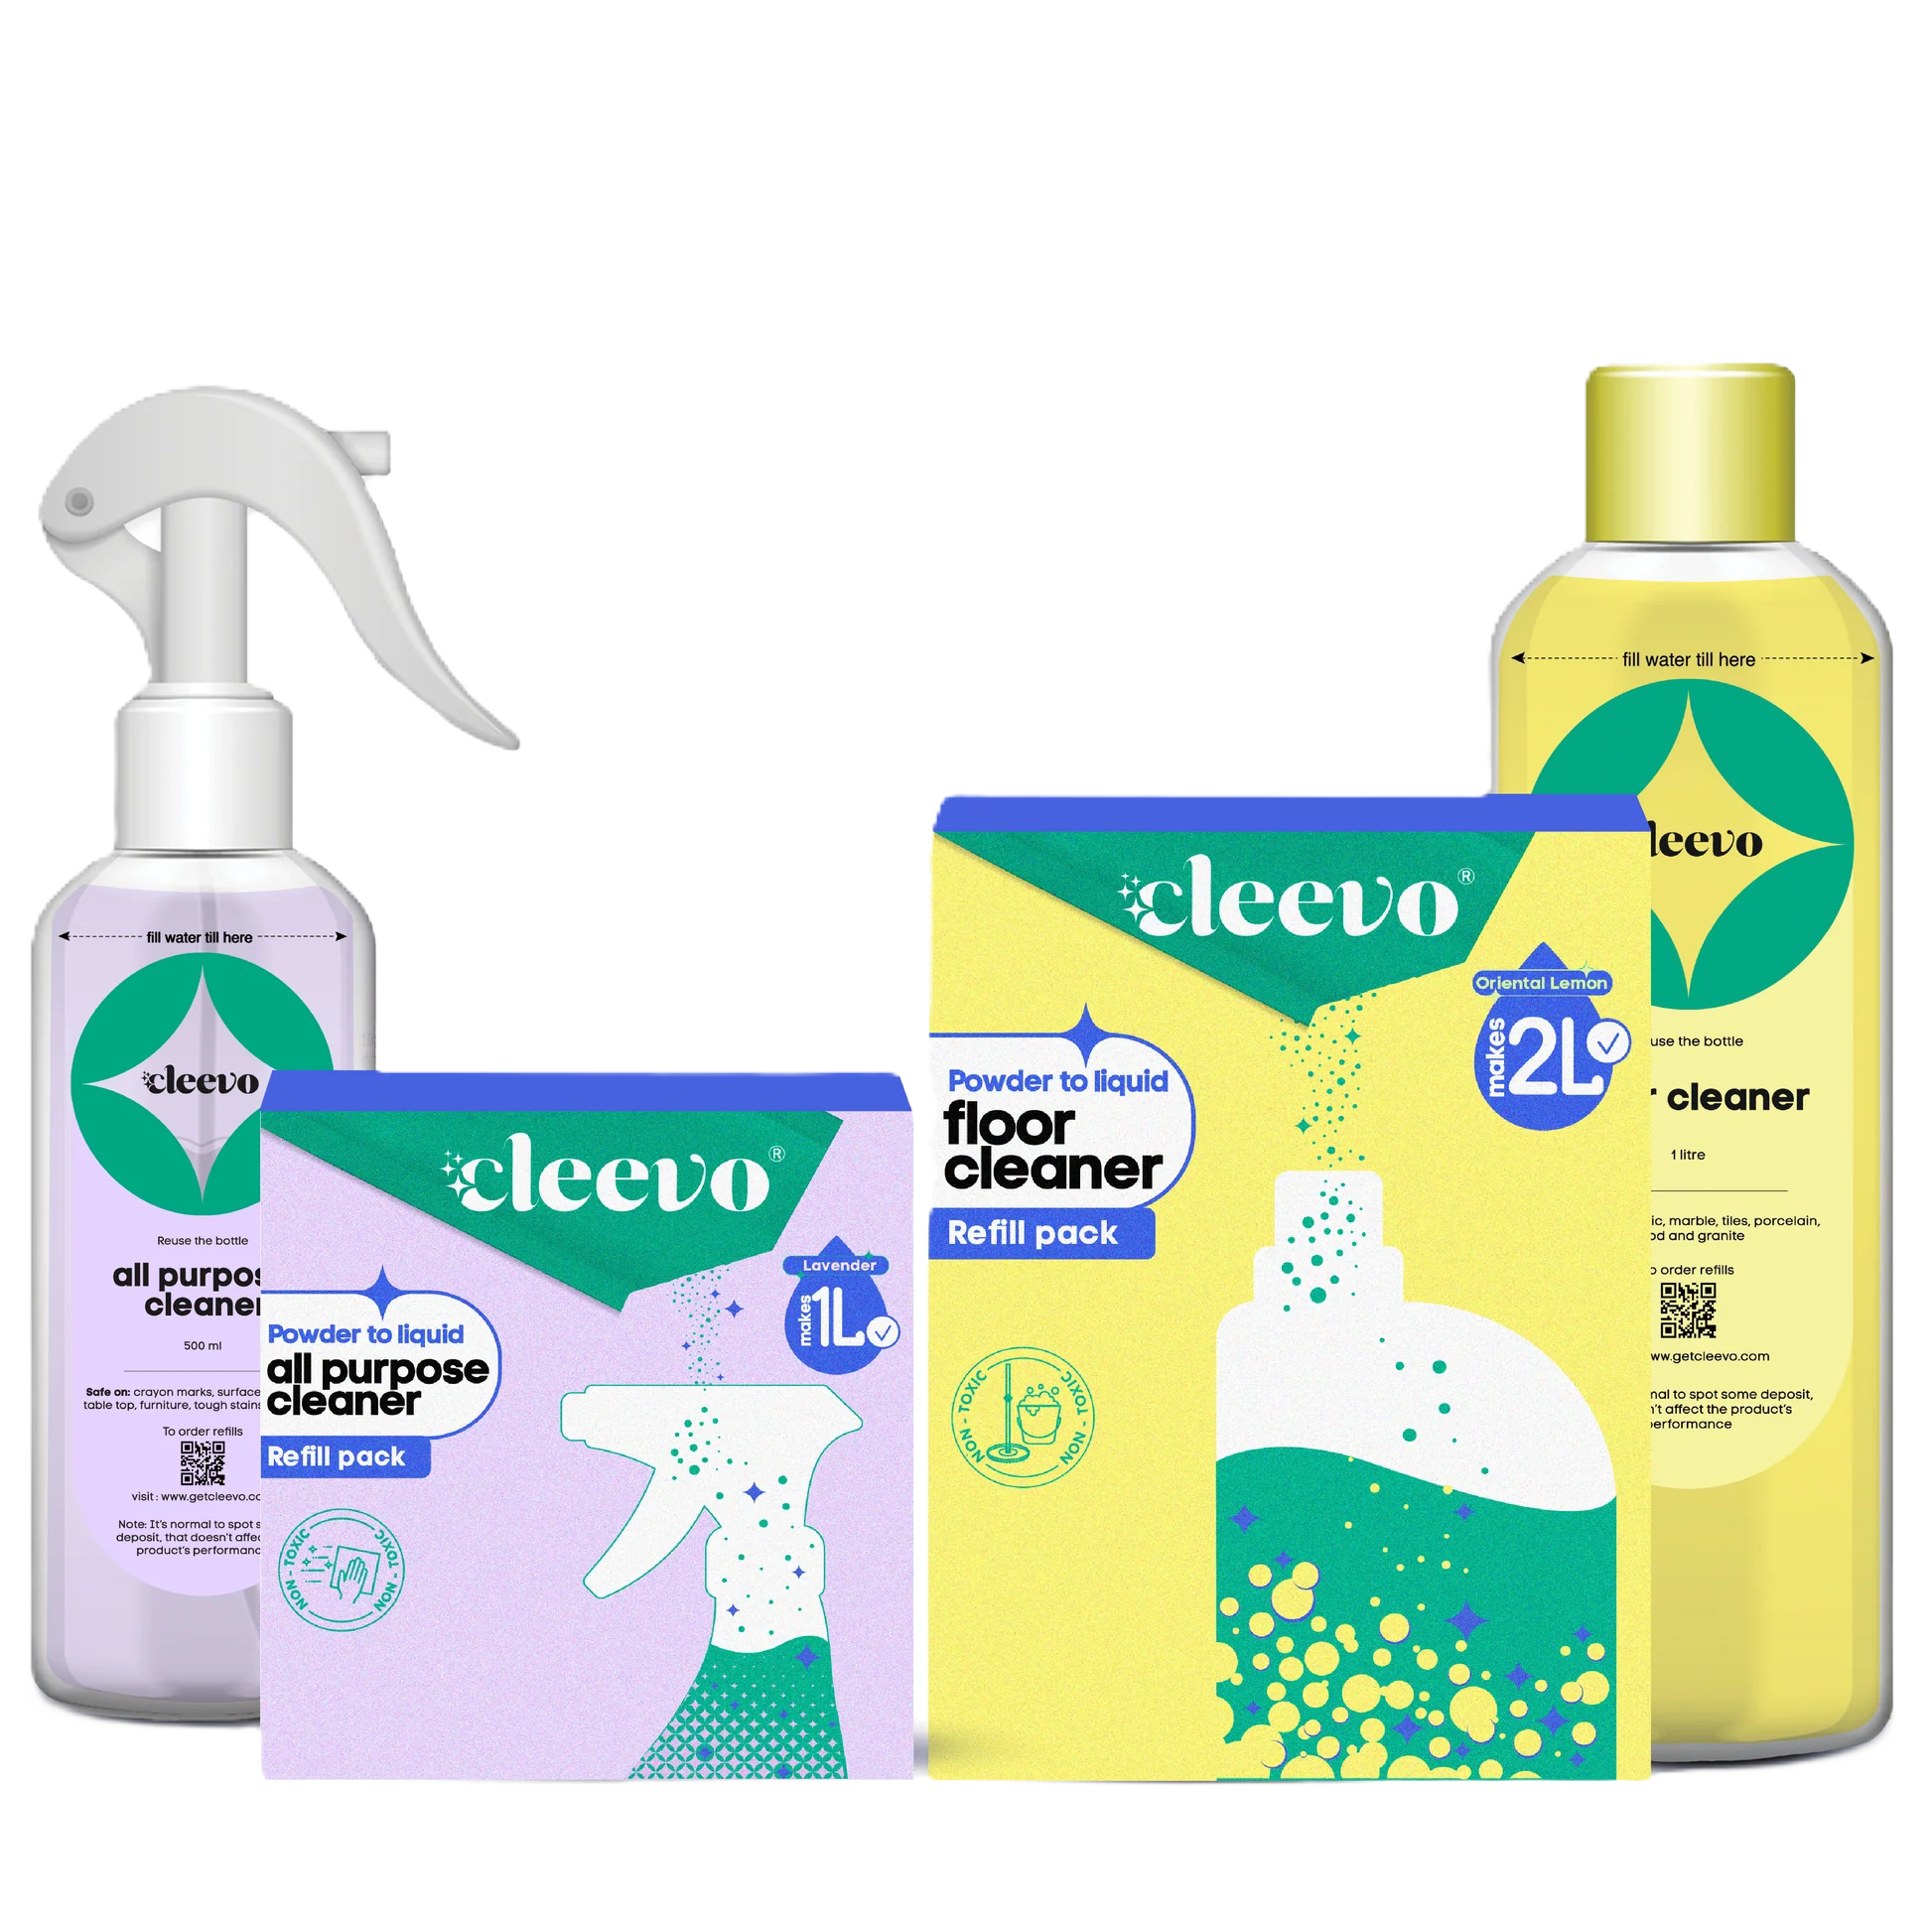 fill water till here
cleevo
Reuse the bottle
all purpos
cleaner
500 ml
Safe on: crayon marks, surface
table top, furniture, tough stains
To order refills
visit : www.getcleevo.co
Note: It's normal to spot s
deposit, that doesn't affec
product's performanc
cleevo®
Lavender
makes 1L
Powder to liquid
all purpose
cleaner
Refill pack
NON - TOXIC
NON - TOXIC
cleevo®
Oriental Lemon
makes 2L
Powder to liquid
floor
cleaner
Refill pack
NON - TOXIC
NON - TOXIC
fill water till here
leevo
use the bottle
r cleaner
1 litre
ic, marble, tiles, porcelain,
od and granite
o order refills
ww.getcleevo.com
mal to spot some deposit,
n't affect the product's
performance